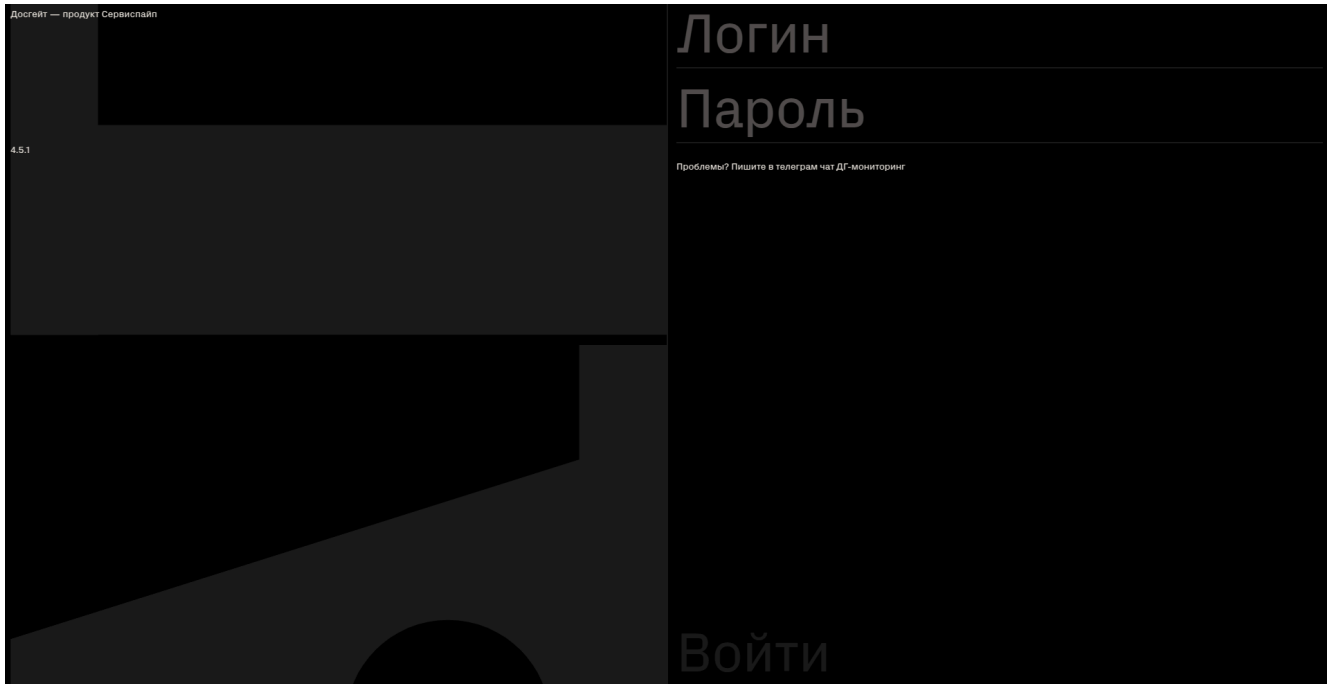 Досгейт — продукт Сервиспайп
4.5.1
Логин
Пароль
Проблемы? Пишите в телеграм чат ДГ-мониторинг
Войти